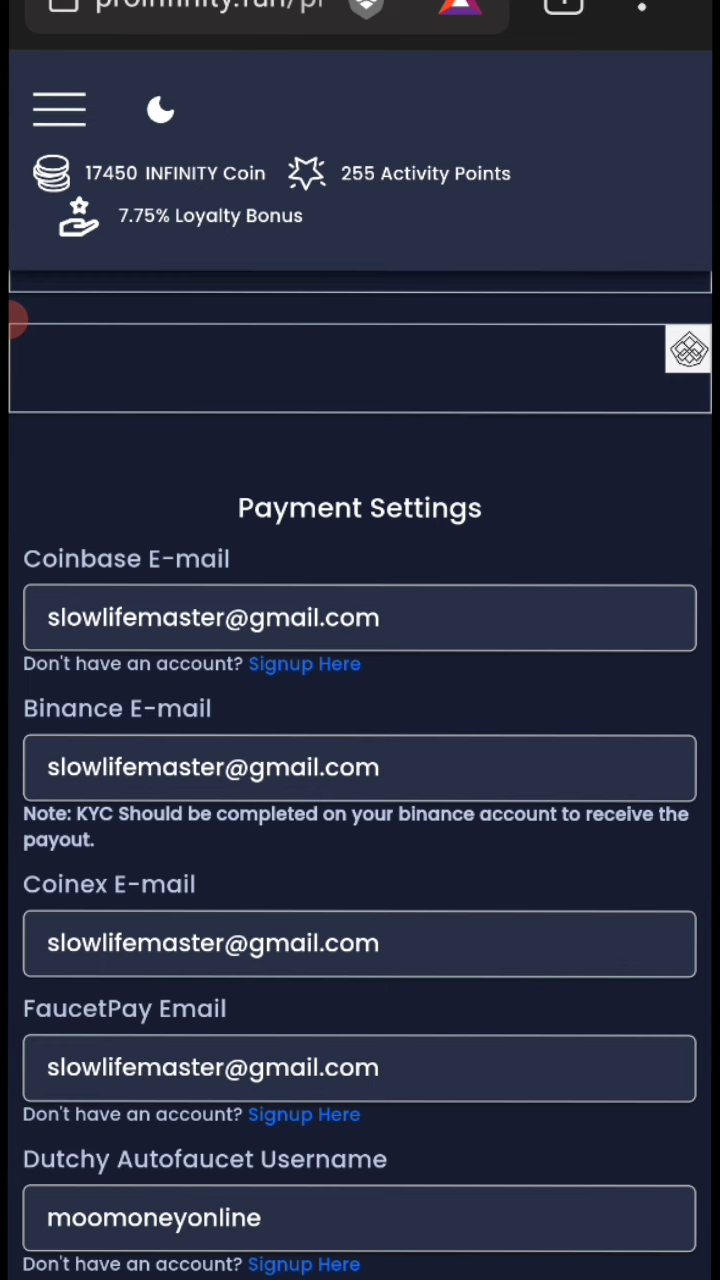 17450 INFINITY Coin
255 Activity Points
7.75% Loyalty Bonus
Payment Settings
Coinbase E-mail
slowlifemaster@gmail.com
Don't have an account? Signup Here
Binance E-mail
slowlifemaster@gmail.com
Note: KYC Should be completed on your binance account to receive the
payout.
Coinex E-mail
slowlifemaster@gmail.com
FaucetPay Email
slowlifemaster@gmail.com
Don't have an account? Signup Here
Dutchy Autofaucet Username
moomoneyonline
Don't have an account? Signup Here